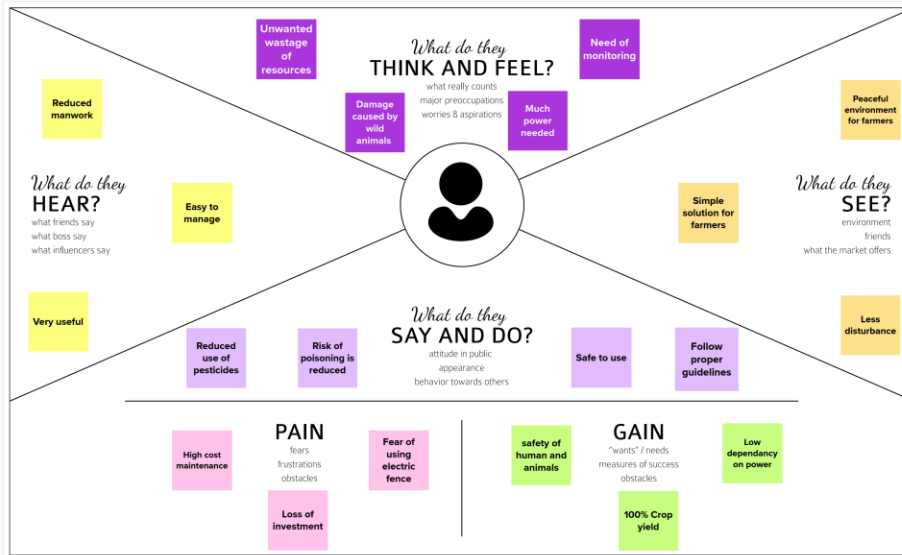 Unwanted
wastage
of
resources
What do they
THINK AND FEEL?
what really counts
major preoccupations
worries & aspirations
Need of
monitoring
Damage
caused by
wild
animals
Much
power
needed
Reduced
manwork
What do they
HEAR?
what friends say
what boss say
what influencers say
Easy to
manage
Very useful
Peaceful
environment
for farmers
Simple
solution for
farmers
What do they
SEE?
environment
friends
what the market offers
Less
disturbance
What do they
SAY AND DO?
attitude in public
appearance
behavior towards others
Reduced
use of
pesticides
Risk of
poisoning is
reduced
Safe to use
Follow
proper
guidelines
PAIN
fears
frustrations
obstacles
High cost
maintenance
Fear of
using
electric
fence
Loss of
investment
GAIN
"wants" / needs
measures of success
obstacles
safety of
human and
animals
Low
dependancy
on power
100% Crop
yield